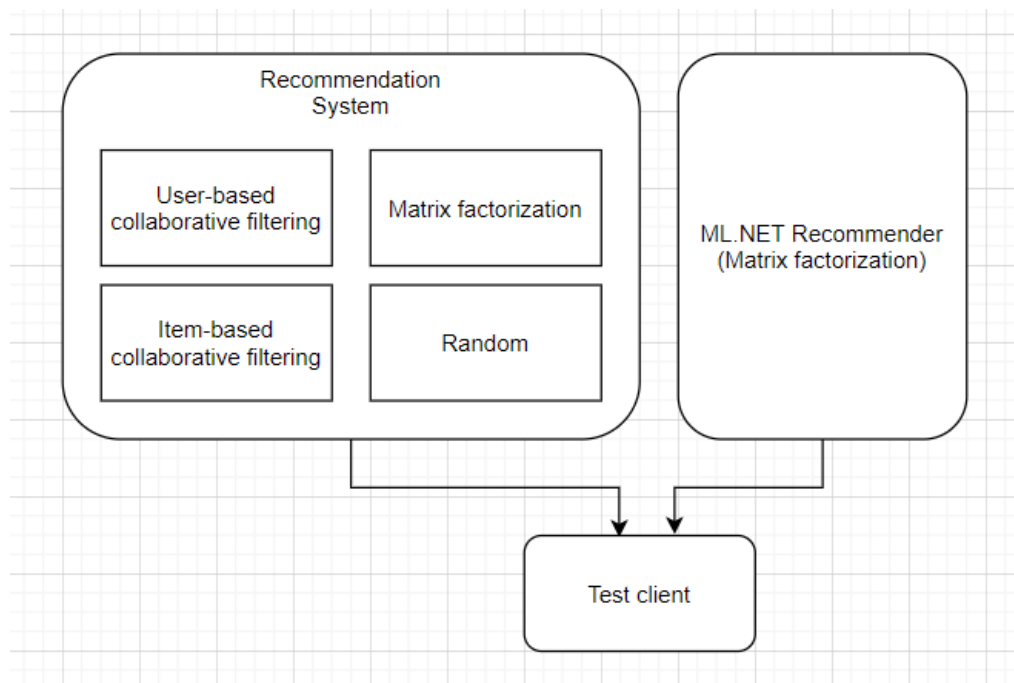 Recommendation
System
User-based
collaborative filtering
Matrix factorization
Item-based
collaborative filtering
Random
ML.NET Recommender
(Matrix factorization)
Test client